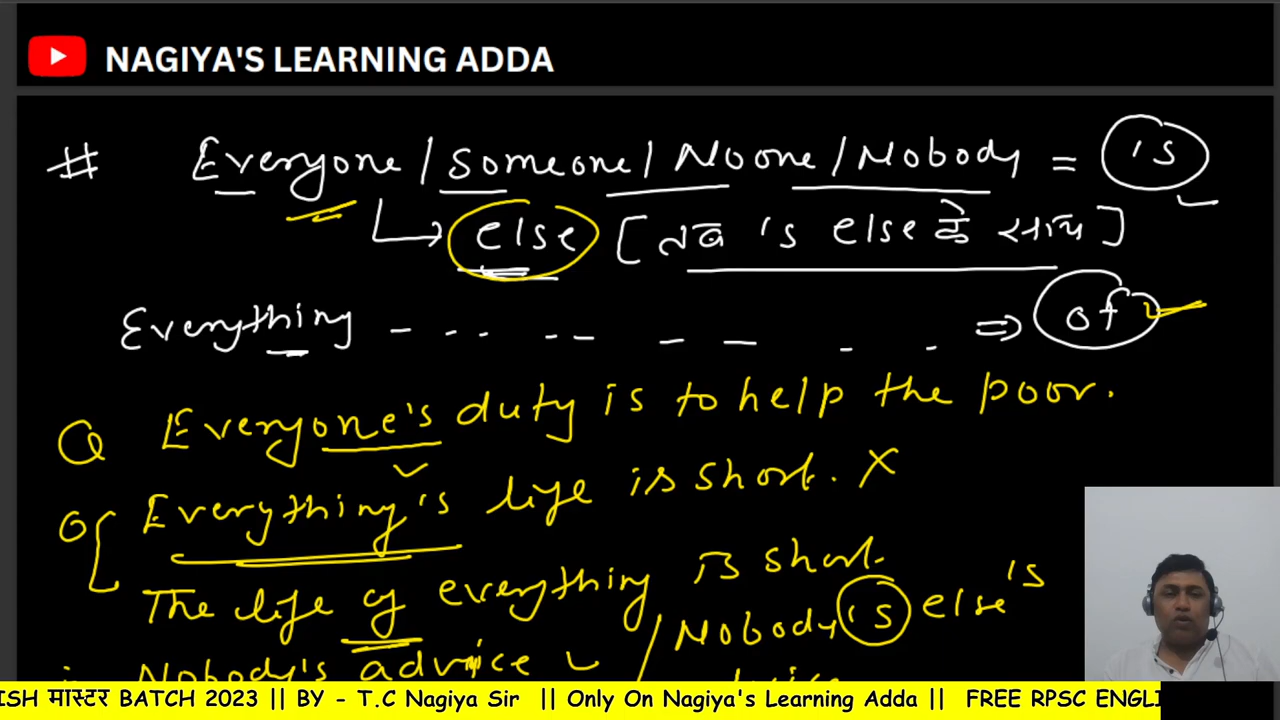 NAGIYA'S LEARNING ADDA
# Everyone / Someone / Noone / Nobody = 's
↳ else [ तब 's else के साथ ]
Everything - - - - - - - - ⇒ of
Q Everyone's duty is to help the poor.
Everything's life is short. X
The life of everything is short.
Nobody's advice ✓ / Nobody's else's
ISH मास्टर BATCH 2023 || BY - T.C Nagiya Sir || Only On Nagiya's Learning Adda || FREE RPSC ENGLI